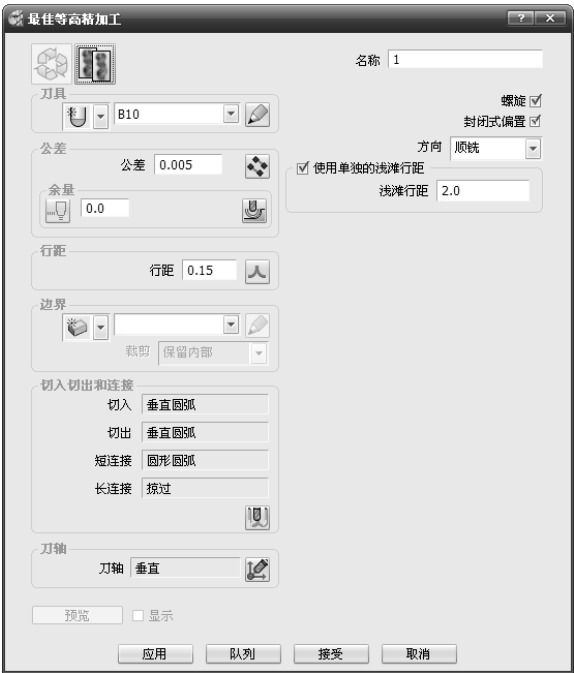 最佳等高精加工
名称 1
刀具
B10
螺旋
封闭式偏置
方向 顺铣
公差
公差 0.005
使用单独的浅滩行距
浅滩行距 2.0
余量
0.0
行距
行距 0.15
边界
裁剪 保留内部
切入切出和连接
切入 垂直圆弧
切出 垂直圆弧
短连接 圆形圆弧
长连接 掠过
刀轴
刀轴 垂直
预览 显示
应用 队列 接受 取消